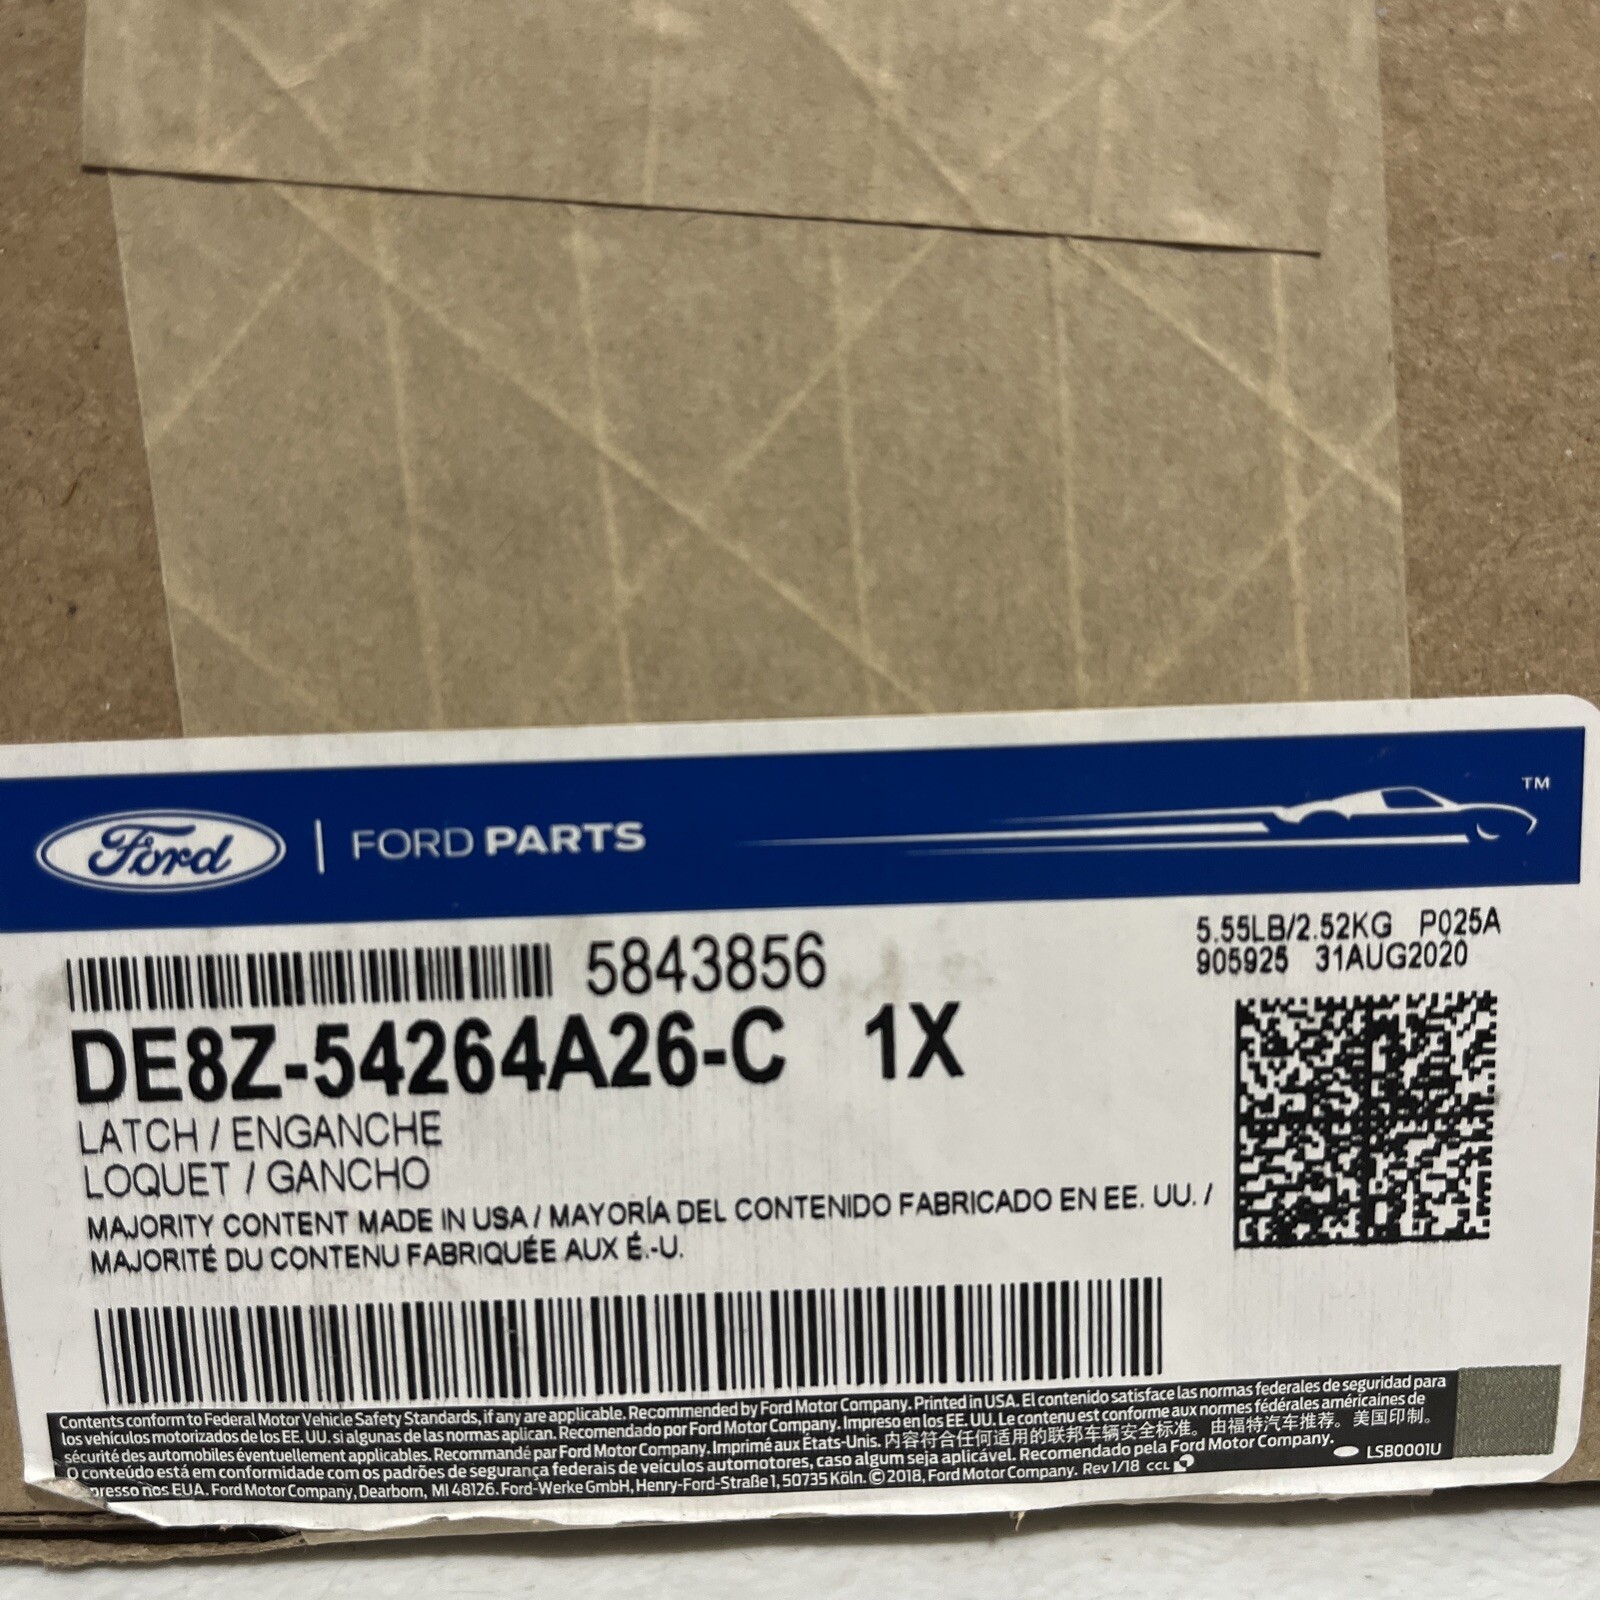 Ford | FORD PARTS
TM
5843856
5.55LB/2.52KG P025A
905925 31AUG2020
DE8Z-54264A26-C 1X
LATCH / ENGANCHE
LOQUET / GANCHO
MAJORITY CONTENT MADE IN USA / MAYORÍA DEL CONTENIDO FABRICADO EN EE. UU. /
MAJORITÉ DU CONTENU FABRIQUÉE AUX É.-U.
Contents conform to Federal Motor Vehicle Safety Standards, if any are applicable. Recommended by Ford Motor Company. Printed in USA. El contenido satisface las normas federales de seguridad para
los vehículos motorizados de los EE. UU. si algunas de las normas aplican. Recomendado por Ford Motor Company. Impreso en los EE. UU. Le contenu est conforme aux normes fédérales américaines de
sécurité des automobiles éventuellement applicables. Recommandé par Ford Motor Company. Imprimé aux États-Unis. 内容符合任何适用的联邦车辆安全标准。由福特汽车推荐。美国印制。
O conteúdo está em conformidade com os padrões de segurança federais de veículos automotores, caso algum seja aplicável. Recomendado pela Ford Motor Company.
presso nos EUA. Ford Motor Company, Dearborn, MI 48126. Ford-Werke GmbH, Henry-Ford-Straße 1, 50735 Köln. © 2018, Ford Motor Company. Rev 1/18 CCL
LSB0001U